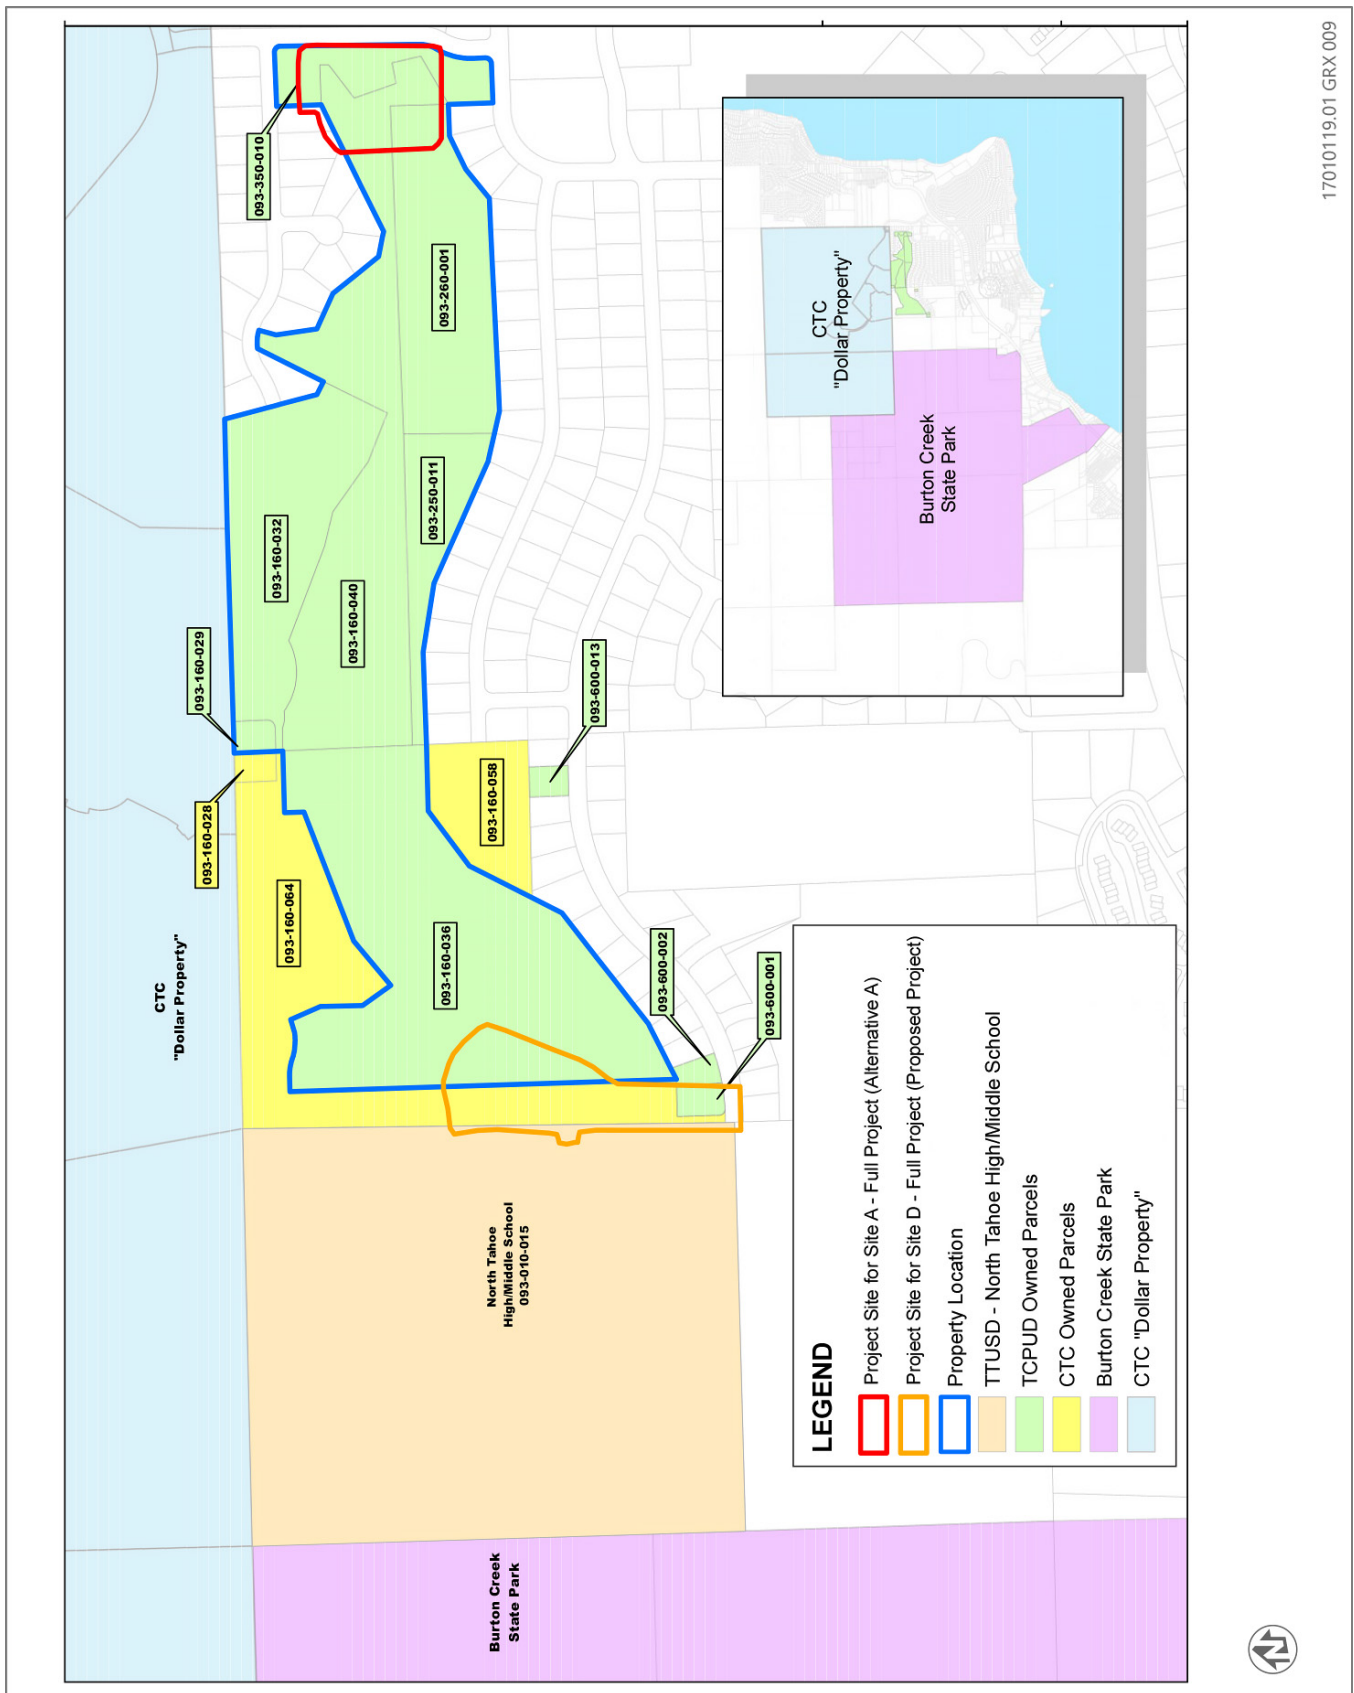 CTC
"Dollar Property"
Burton Creek
State Park
North Tahoe
High/Middle School
093-010-015
093-160-064
093-160-028
093-160-029
093-160-032
093-160-040
093-160-036
093-160-058
093-250-011
093-260-001
093-350-010
093-600-013
093-600-002
093-600-001
CTC
"Dollar Property"
Burton Creek
State Park
LEGEND
Project Site for Site A - Full Project (Alternative A)
Project Site for Site D - Full Project (Proposed Project)
Property Location
TTUSD - North Tahoe High/Middle School
TCPUD Owned Parcels
CTC Owned Parcels
Burton Creek State Park
CTC "Dollar Property"
17010119.01 GRX 009
N